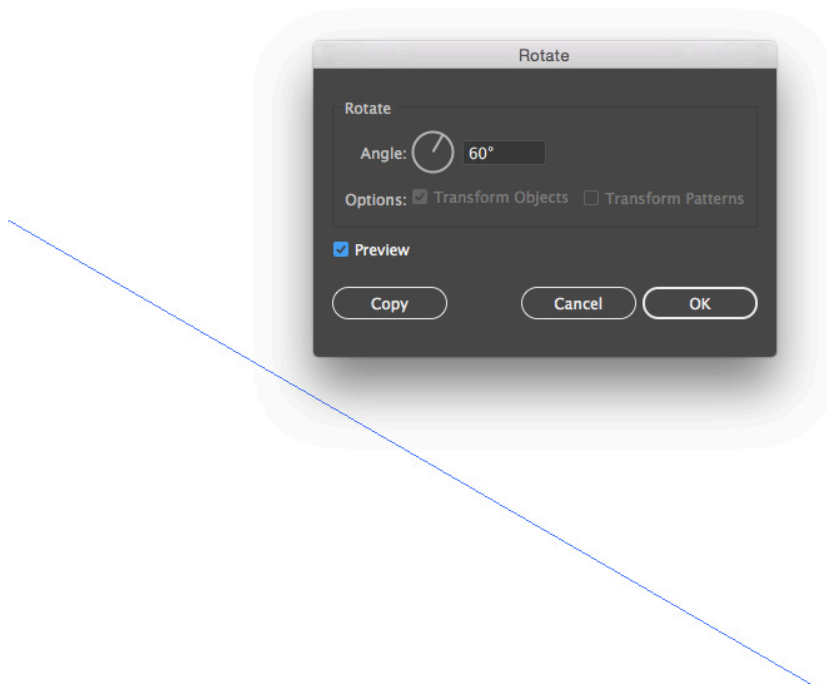 Rotate
Rotate
Angle: 60°
Options: Transform Objects Transform Patterns
Preview
Copy Cancel OK